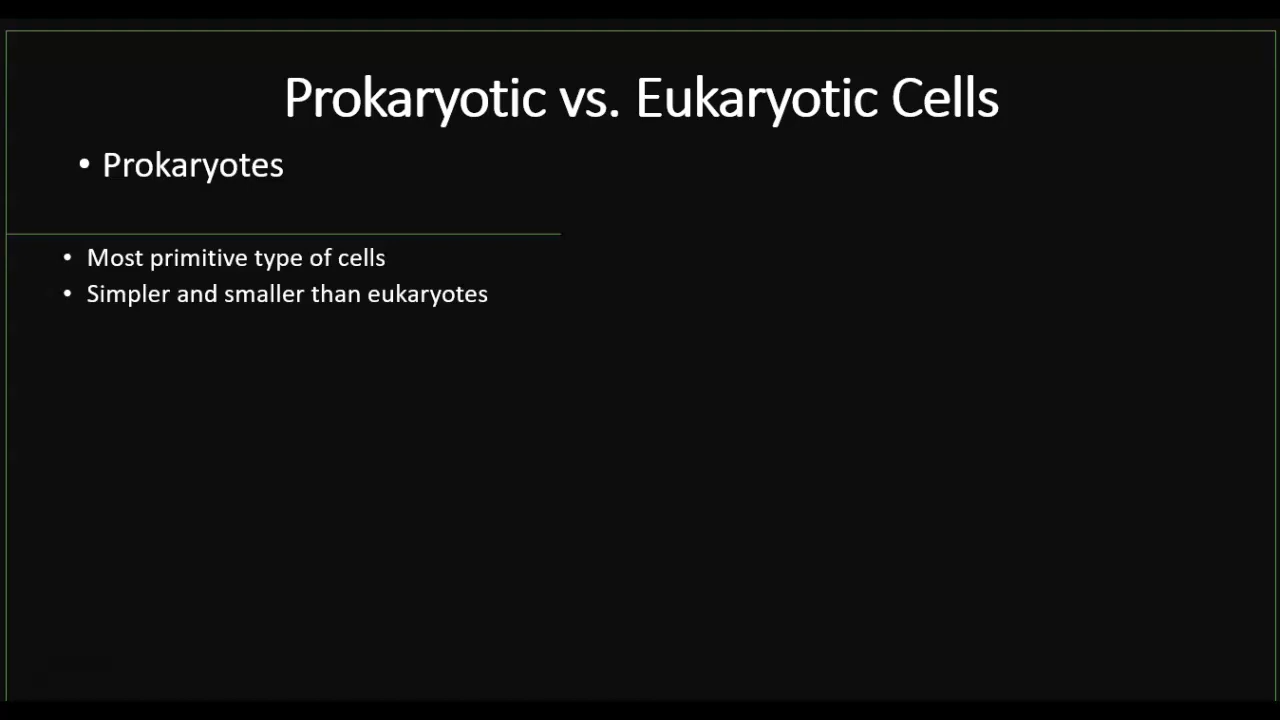 Prokaryotic vs. Eukaryotic Cells
• Prokaryotes
• Most primitive type of cells
• Simpler and smaller than eukaryotes